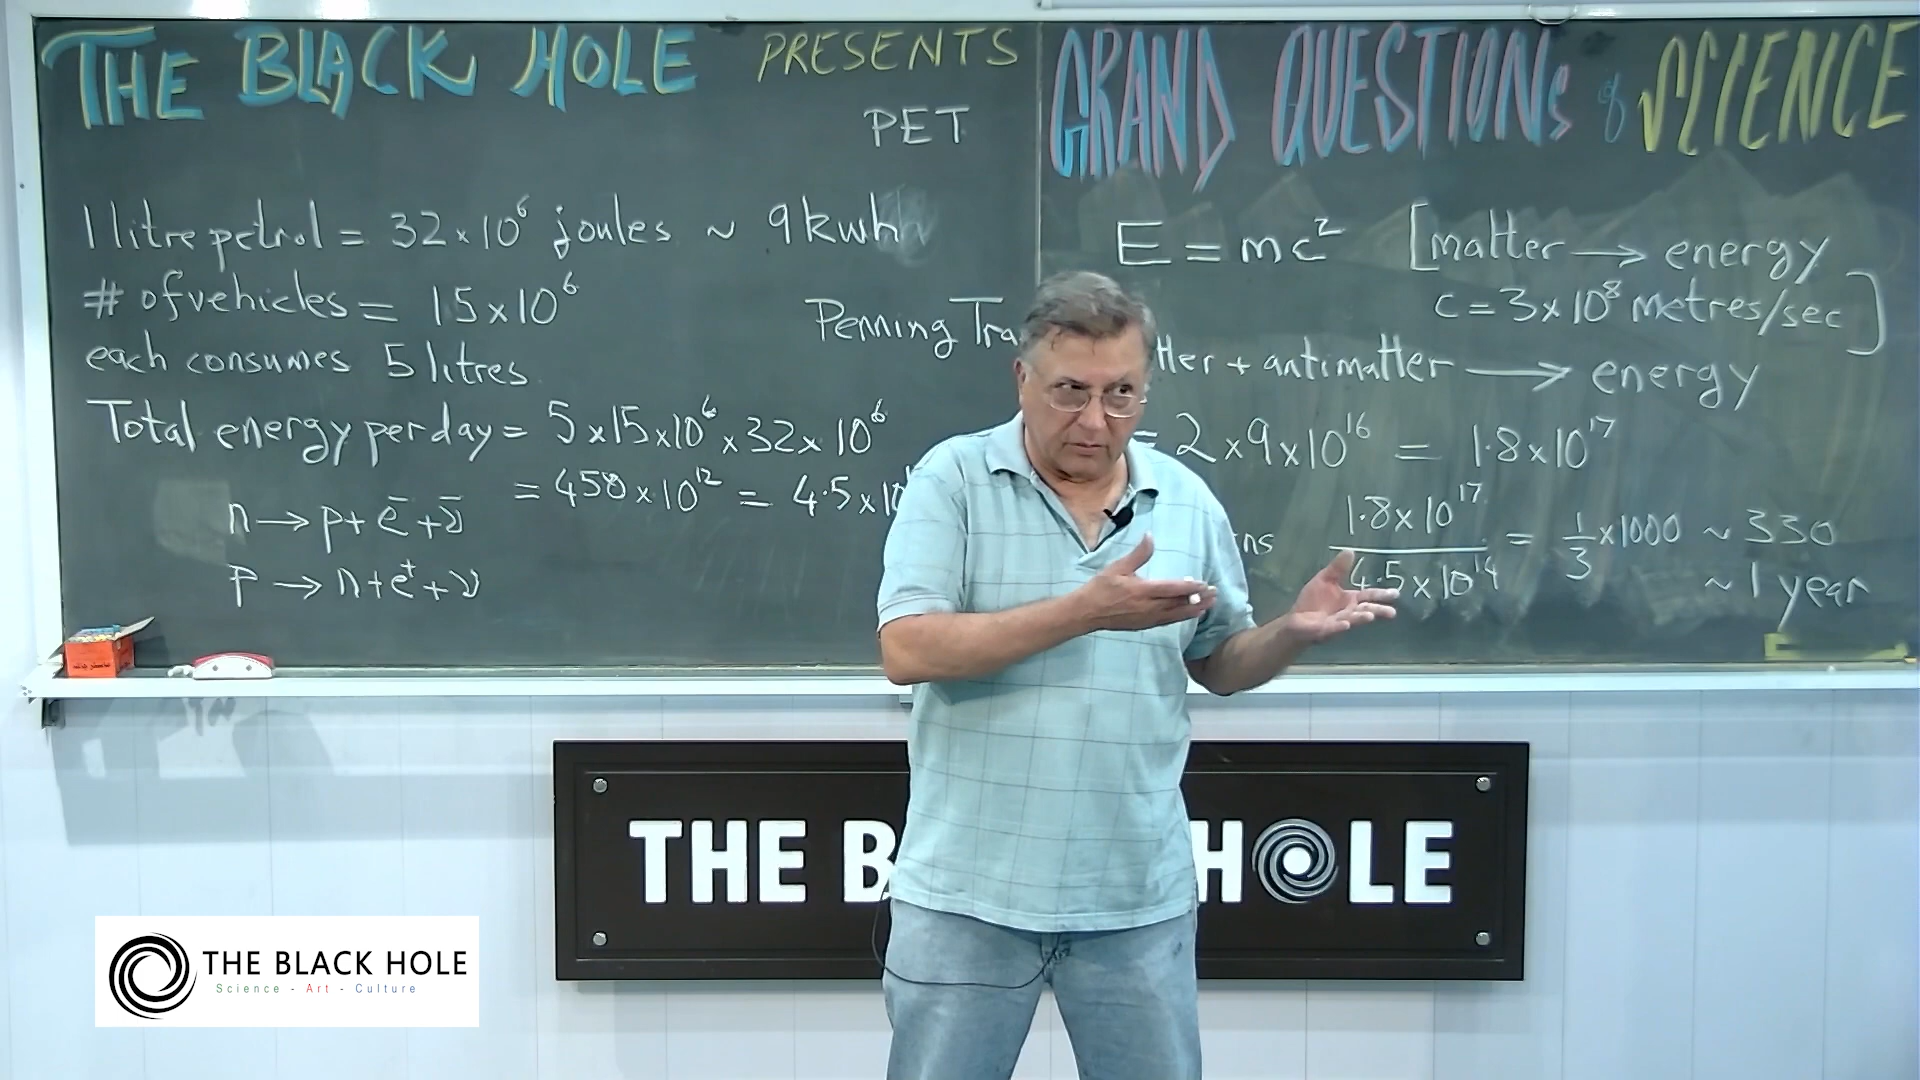 THE BLACK HOLE PRESENTS
PET
1 litre petrol = 32 × 10⁶ joules ~ 9 kwh
# of vehicles = 15 × 10⁶
each consumes 5 litres
Penning Tra
Total energy per day = 5 × 15 × 10⁶ × 32 × 10⁶
= 450 × 10¹² = 4.5 × 10
n → p + e⁻ + ν̄
p → n + e⁺ + ν
GRAND QUESTIONs of SCIENCE
E = mc² [matter → energy
c = 3 × 10⁸ metres/sec]
tter + antimatter → energy
= 2 × 9 × 10¹⁶ = 1.8 × 10¹⁷
ns 1.8 × 10¹⁷ / 4.5 × 10¹⁴ = 1/3 × 1000 ~ 330
~ 1 year
THE B H LE
THE BLACK HOLE
Science - Art - Culture